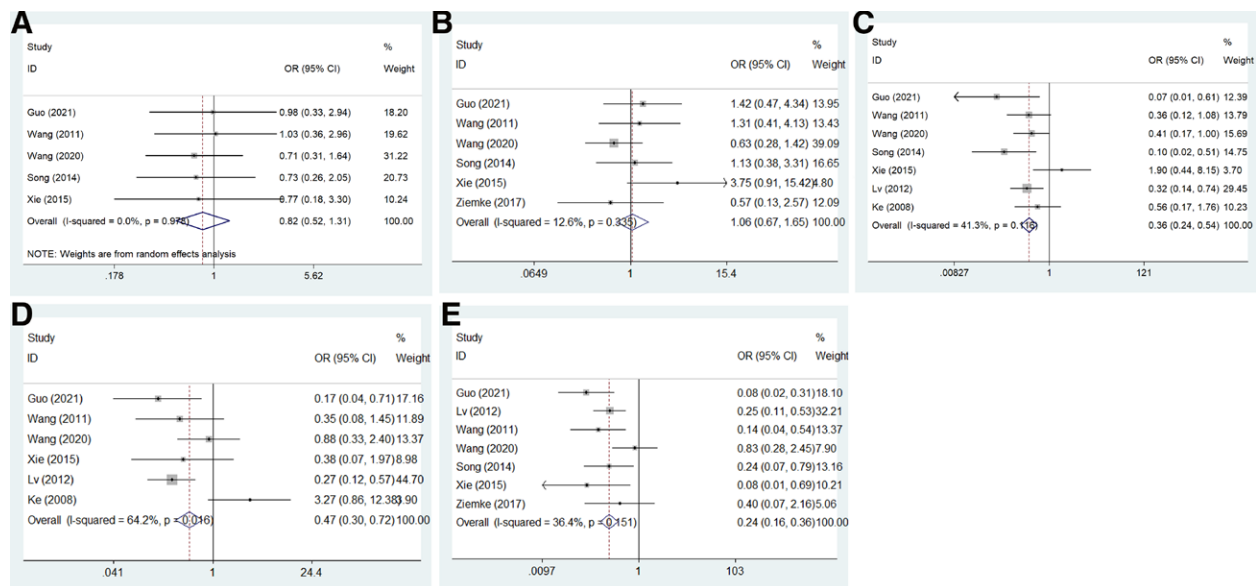 A
Study %
ID OR (95% CI) Weight
Guo (2021) 0.98 (0.33, 2.94) 18.20
Wang (2011) 1.03 (0.36, 2.96) 19.62
Wang (2020) 0.71 (0.31, 1.64) 31.22
Song (2014) 0.73 (0.26, 2.05) 20.73
Xie (2015) 0.77 (0.18, 3.30) 10.24
Overall (I-squared = 0.0%, p = 0.978) 0.82 (0.52, 1.31) 100.00
NOTE: Weights are from random effects analysis
.178 1 5.62
B
Study %
ID OR (95% CI) Weight
Guo (2021) 1.42 (0.47, 4.34) 13.95
Wang (2011) 1.31 (0.41, 4.13) 13.43
Wang (2020) 0.63 (0.28, 1.42) 39.09
Song (2014) 1.13 (0.38, 3.31) 16.65
Xie (2015) 3.75 (0.91, 15.42) 4.80
Ziemke (2017) 0.57 (0.13, 2.57) 12.09
Overall (I-squared = 12.6%, p = 0.335) 1.06 (0.67, 1.65) 100.00
.0649 1 15.4
C
Study %
ID OR (95% CI) Weight
Guo (2021) 0.07 (0.01, 0.61) 12.39
Wang (2011) 0.36 (0.12, 1.08) 13.79
Wang (2020) 0.41 (0.17, 1.00) 15.69
Song (2014) 0.10 (0.02, 0.51) 14.75
Xie (2015) 1.90 (0.44, 8.15) 3.70
Lv (2012) 0.32 (0.14, 0.74) 29.45
Ke (2008) 0.56 (0.17, 1.76) 10.23
Overall (I-squared = 41.3%, p = 0.116) 0.36 (0.24, 0.54) 100.00
.00827 1 121
D
Study %
ID OR (95% CI) Weight
Guo (2021) 0.17 (0.04, 0.71) 17.16
Wang (2011) 0.35 (0.08, 1.45) 11.89
Wang (2020) 0.88 (0.33, 2.40) 13.37
Xie (2015) 0.38 (0.07, 1.97) 8.98
Lv (2012) 0.27 (0.12, 0.57) 44.70
Ke (2008) 3.27 (0.86, 12.38) 3.90
Overall (I-squared = 64.2%, p = 0.016) 0.47 (0.30, 0.72) 100.00
.041 1 24.4
E
Study %
ID OR (95% CI) Weight
Guo (2021) 0.08 (0.02, 0.31) 18.10
Lv (2012) 0.25 (0.11, 0.53) 32.21
Wang (2011) 0.14 (0.04, 0.54) 13.37
Wang (2020) 0.83 (0.28, 2.45) 7.90
Song (2014) 0.24 (0.07, 0.79) 13.16
Xie (2015) 0.08 (0.01, 0.69) 10.21
Ziemke (2017) 0.40 (0.07, 2.16) 5.06
Overall (I-squared = 36.4%, p = 0.151) 0.24 (0.16, 0.36) 100.00
.0097 1 103